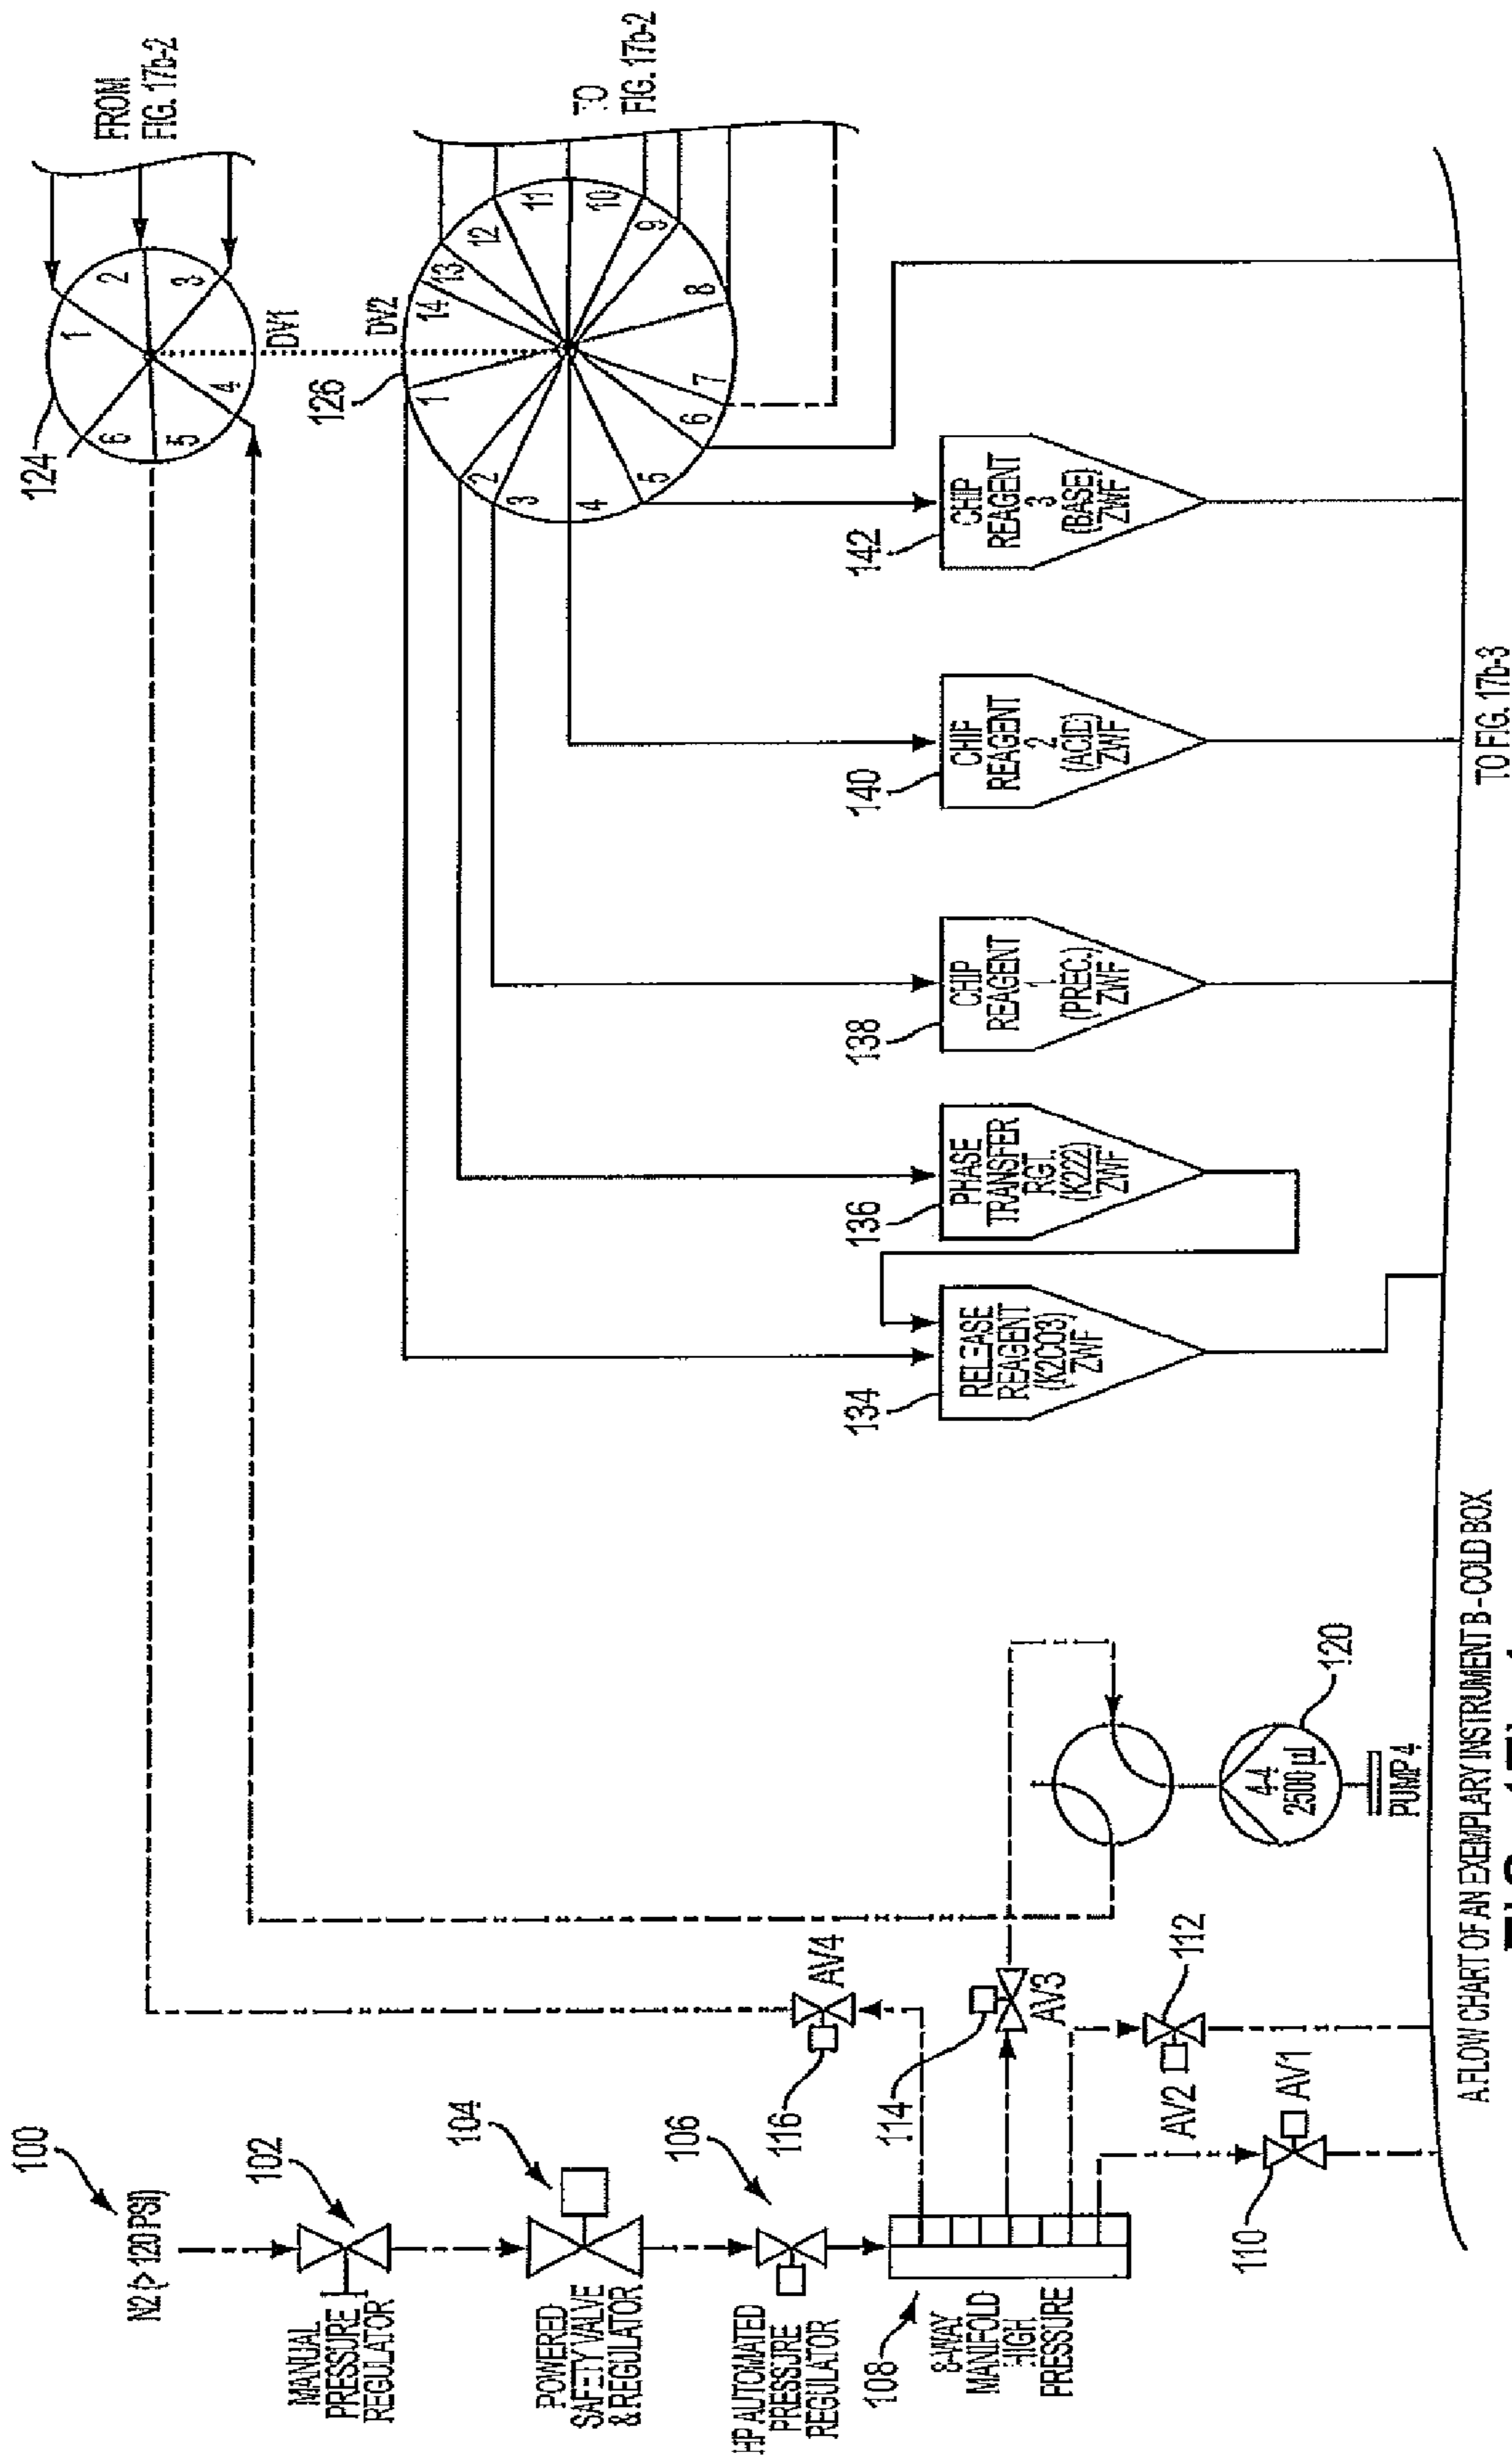 100
N2 (> 120 PSI)
102
MANUAL
PRESSURE
REGULATOR
104
POWERED
SAFETY VALVE
& REGULATOR
106
HP AUTOMATED
PRESSURE
REGULATOR
108
8-WAY
MANIFOLD
HIGH
PRESSURE
116
AV4
114
AV3
112
AV2
110
AV1
120
4-4
2500 µl
PUMP 4
124
1
2
3
4
5
6
DV1
FROM
FIG. 17b-2
126
DV2
1
2
3
4
5
6
7
8
9
10
11
12
13
14
TO
FIG. 17b-2
134
RELEASE
REAGENT
(K2CO3)
ZWF
136
PHASE
TRANSFER
RGT.
(K222)
ZWF
138
CHIP
REAGENT
1
(PREC.)
ZWF
140
CHIP
REAGENT
2
(ACID)
ZWF
142
CHIP
REAGENT
3
(BASE)
ZWF
TO FIG. 17b-3
A FLOW CHART OF AN EXEMPLARY INSTRUMENT B - COLD BOX